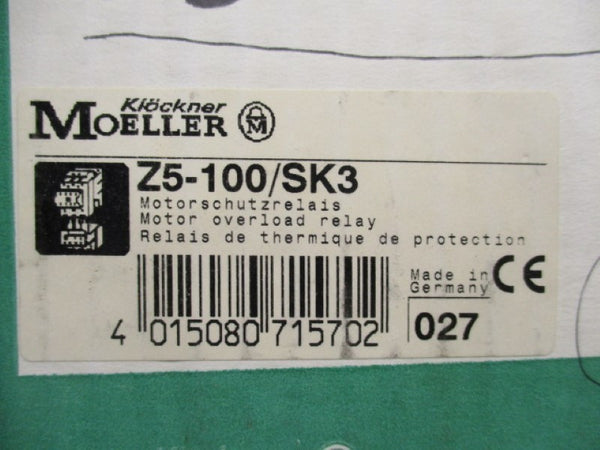 Klöckner
MOELLER M
Z5-100/SK3
Motorschutzrelais
Motor overload relay
Relais de thermique de protection
Made in
Germany CE
4 015080 715702
027